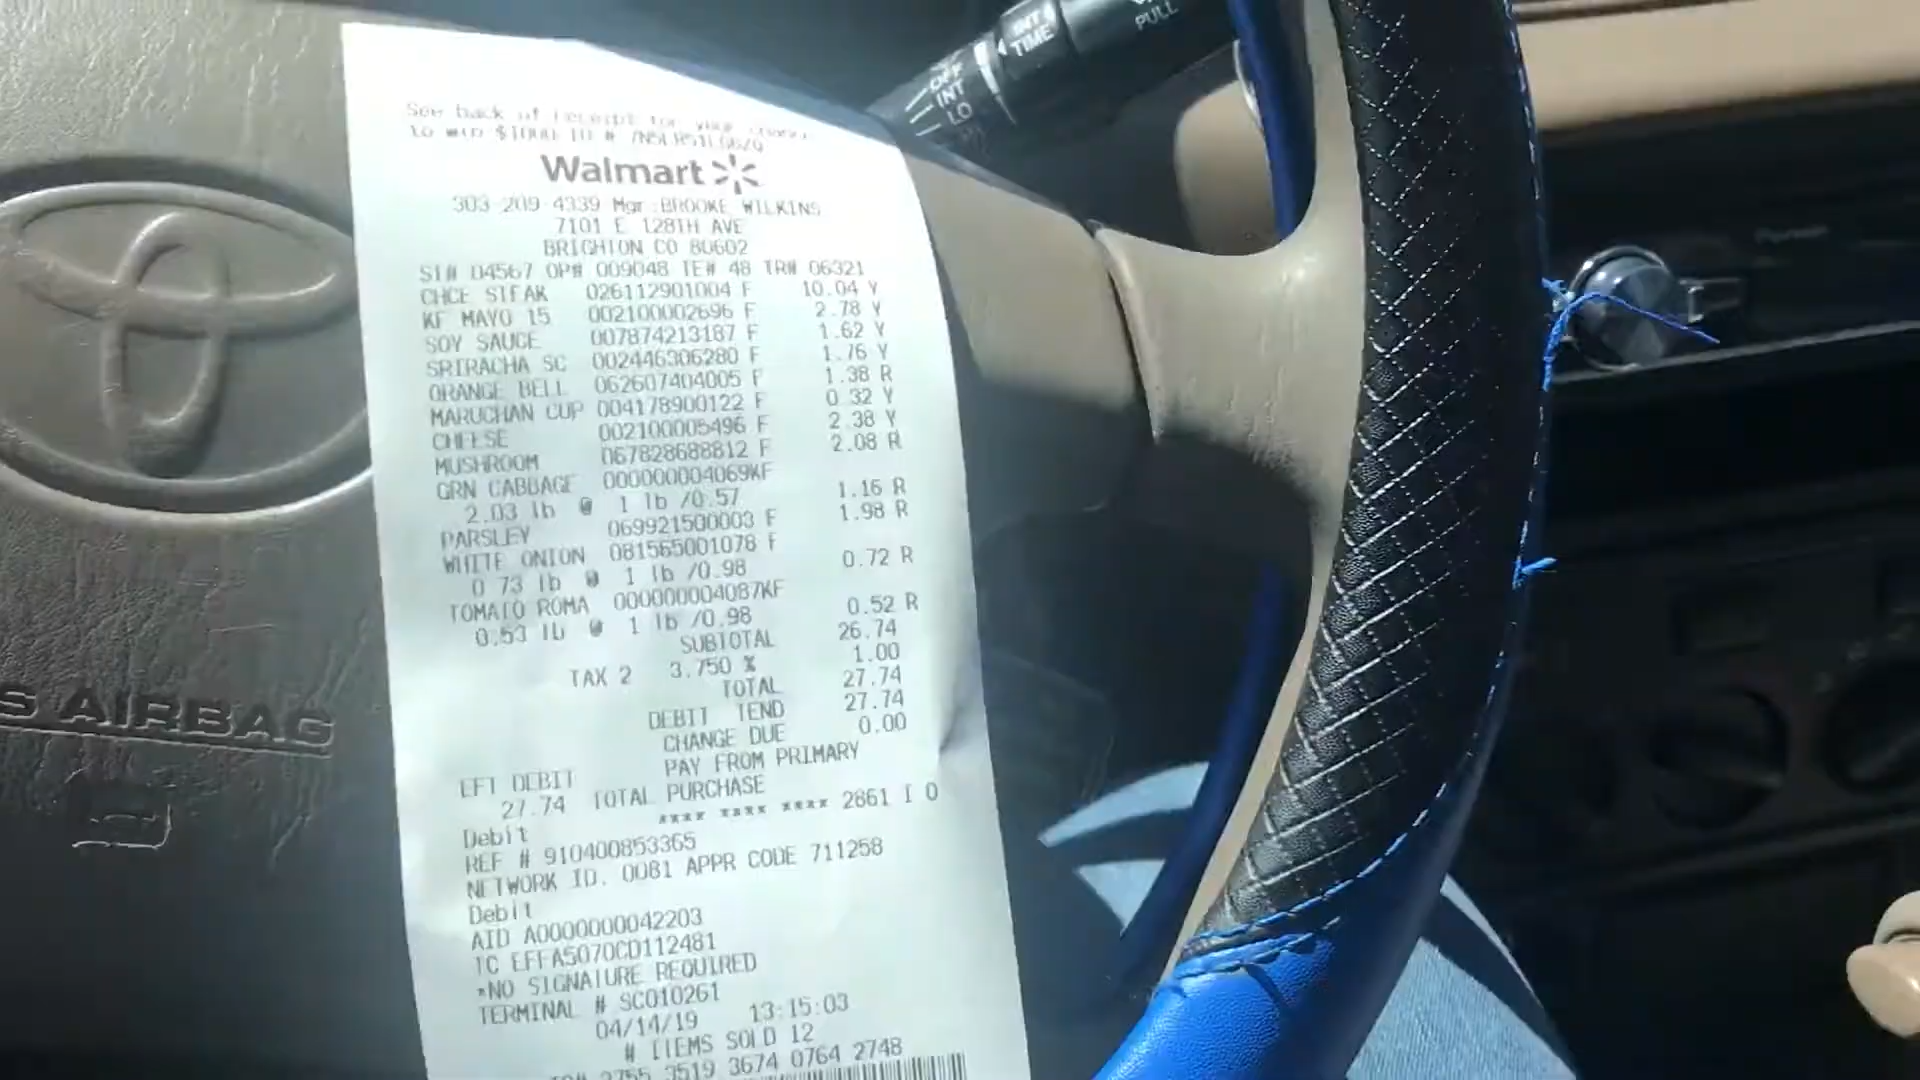 See back of receipt for your chance
to win $1000 ID #
Walmart
303-209-4339 Mgr:BROOKE WILKINS
7101 E 128TH AVE
BRIGHTON CO 80602
ST# 04567 OP# 009048 TE# 48 TR# 06321
CHCE STEAK 026112901004 F 10.04 Y
KF MAYO 15 002100002696 F 2.78 Y
SOY SAUCE 007874213187 F 1.62 Y
SRIRACHA SC 002446306280 F 1.76 Y
ORANGE BELL 062607404005 F 1.38 R
MARUCHAN CUP 004178900122 F 0.32 Y
CHEESE 002100005496 F 2.38 Y
MUSHROOM 067828688812 F 2.08 R
GRN CABBAGE 000000004069KF
2.03 lb @ 1 lb /0.57 1.16 R
PARSLEY 069921500003 F 1.98 R
WHITE ONION 081565001078 F
0.73 lb @ 1 lb /0.98 0.72 R
TOMATO ROMA 000000004087KF
0.53 lb @ 1 lb /0.98 0.52 R
SUBTOTAL 26.74
TAX 2 3.750 % 1.00
TOTAL 27.74
DEBIT TEND 27.74
CHANGE DUE 0.00
EFT DEBIT PAY FROM PRIMARY
27.74 TOTAL PURCHASE
Debit **** **** **** 2861 I 0
REF # 910400853365
NETWORK ID. 0081 APPR CODE 711258
Debit
AID A0000000042203
TC EFFA5070CD112481
*NO SIGNATURE REQUIRED
TERMINAL # SC010261
04/14/19 13:15:03
# ITEMS SOLD 12
3519 3674 0764 2748
S AIRBAG
PULL
INT
TIME
OFF
INT
LO